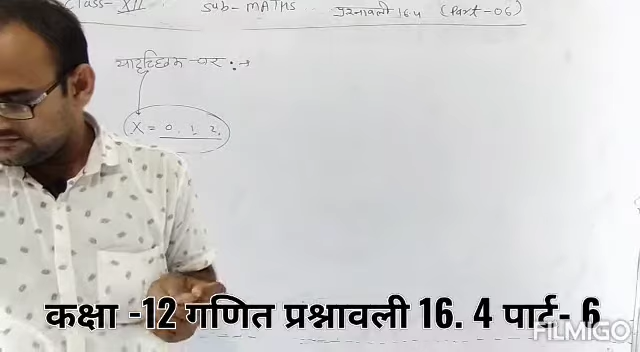 Class- XII Sub- MATHS प्रश्नावली 16.4 (Part-06)
यादृच्छिक चर :→
X = 0, 1, 2,
कक्षा -12 गणित प्रश्नावली 16. 4 पार्ट- 6
FILMIGO